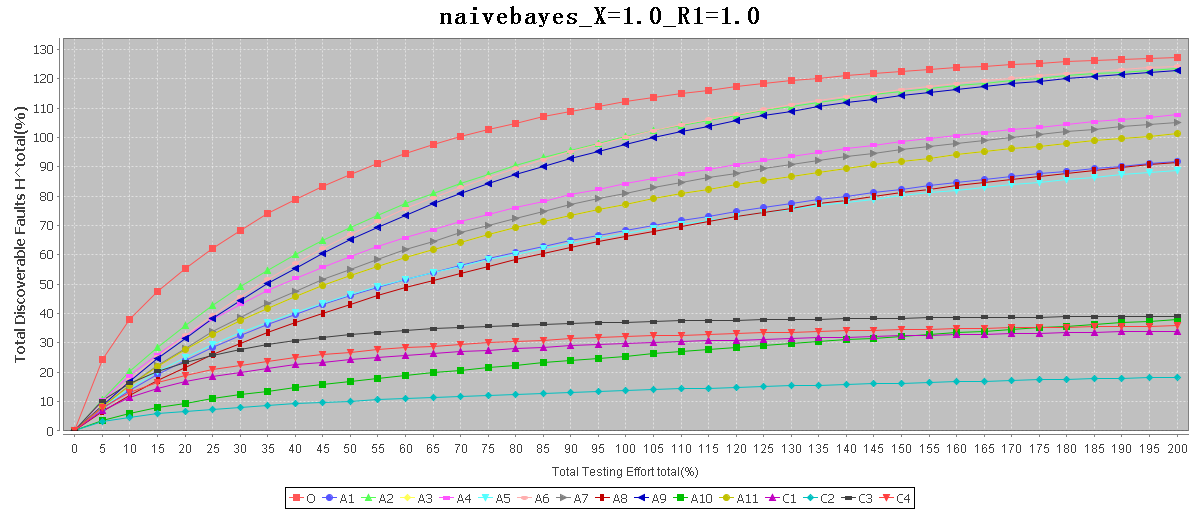 naivebayes_X=1.0_R1=1.0
Total Discoverable Faults H^total(%)
130
120
110
100
90
80
70
60
50
40
30
20
10
0
0 5 10 15 20 25 30 35 40 45 50 55 60 65 70 75 80 85 90 95 100 105 110 115 120 125 130 135 140 145 150 155 160 165 170 175 180 185 190 195 200
Total Testing Effort total(%)
O A1 A2 A3 A4 A5 A6 A7 A8 A9 A10 A11 C1 C2 C3 C4